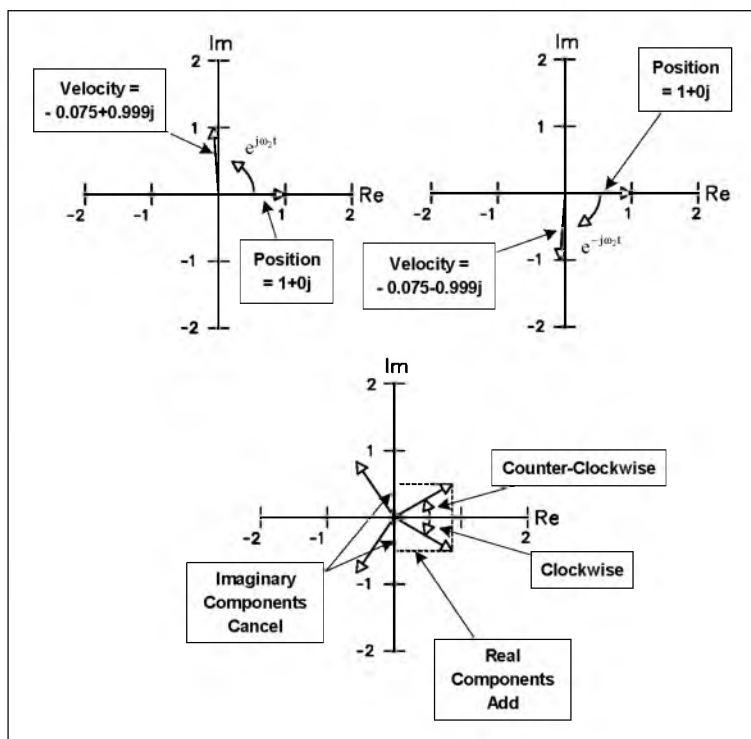 Im
2
Velocity =
- 0.075+0.999j
1
e^{jω₂t}
-2
-1
1
2
Re
Position
= 1+0j
-1
-2
Im
2
Position
= 1+0j
1
-2
-1
1
2
Re
e^{-jω₂t}
Velocity =
- 0.075-0.999j
-1
-2
Im
2
1
Counter-Clockwise
-2
-1
1
2
Re
Clockwise
Imaginary
Components
Cancel
-1
-2
Real
Components
Add